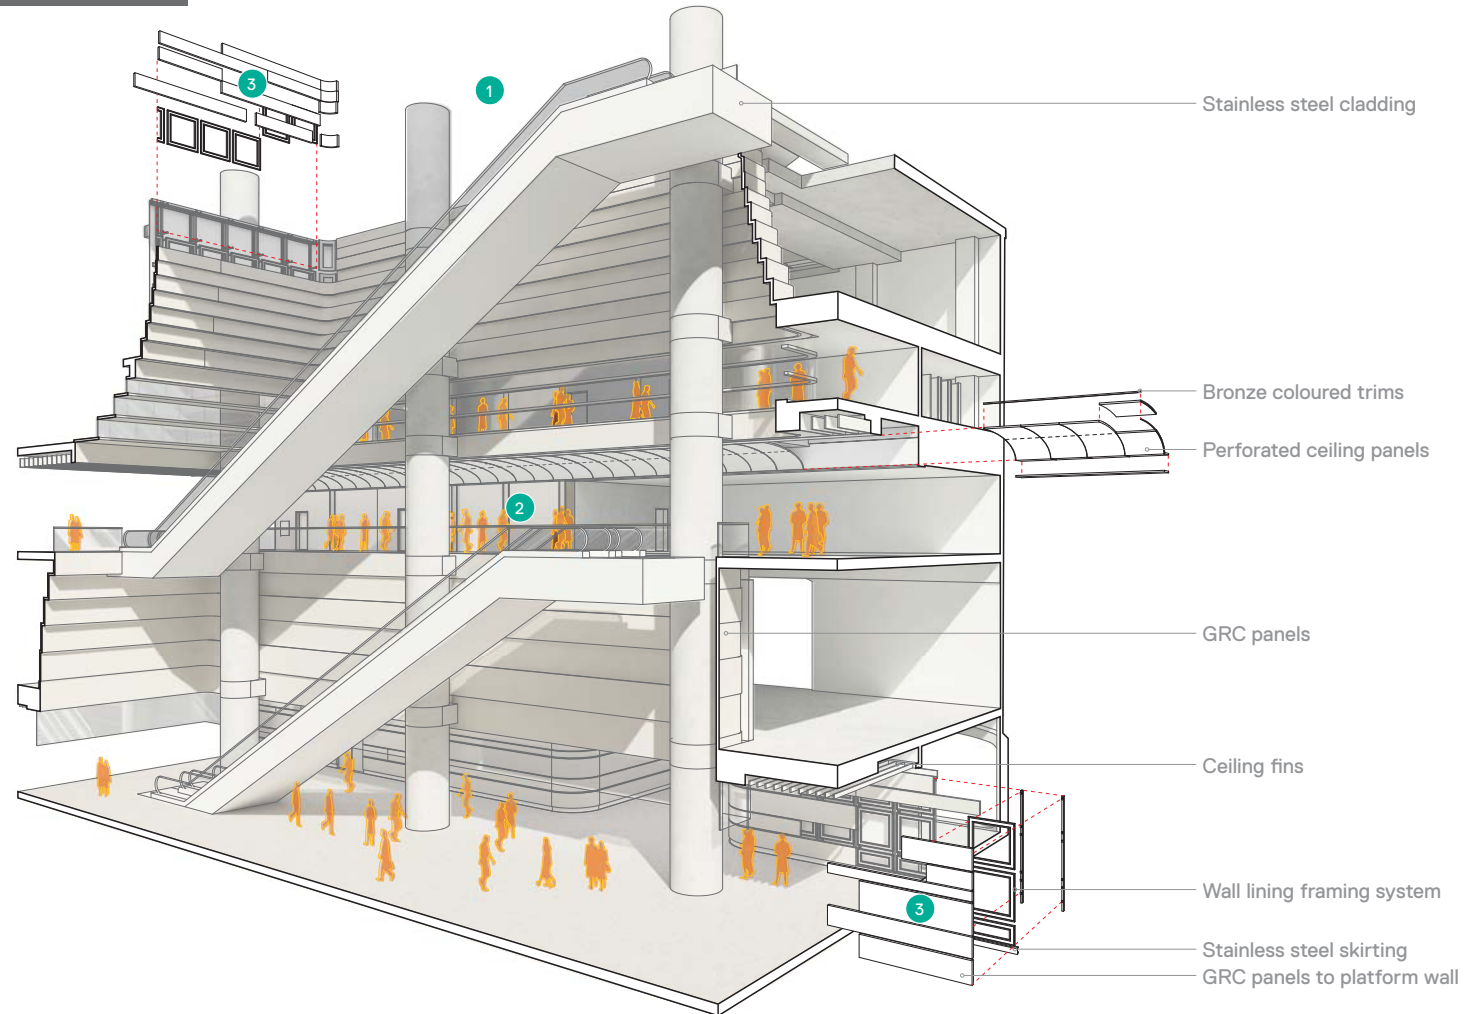 3
1
Stainless steel cladding
Bronze coloured trims
Perforated ceiling panels
2
GRC panels
Ceiling fins
Wall lining framing system
3
Stainless steel skirting
GRC panels to platform wall